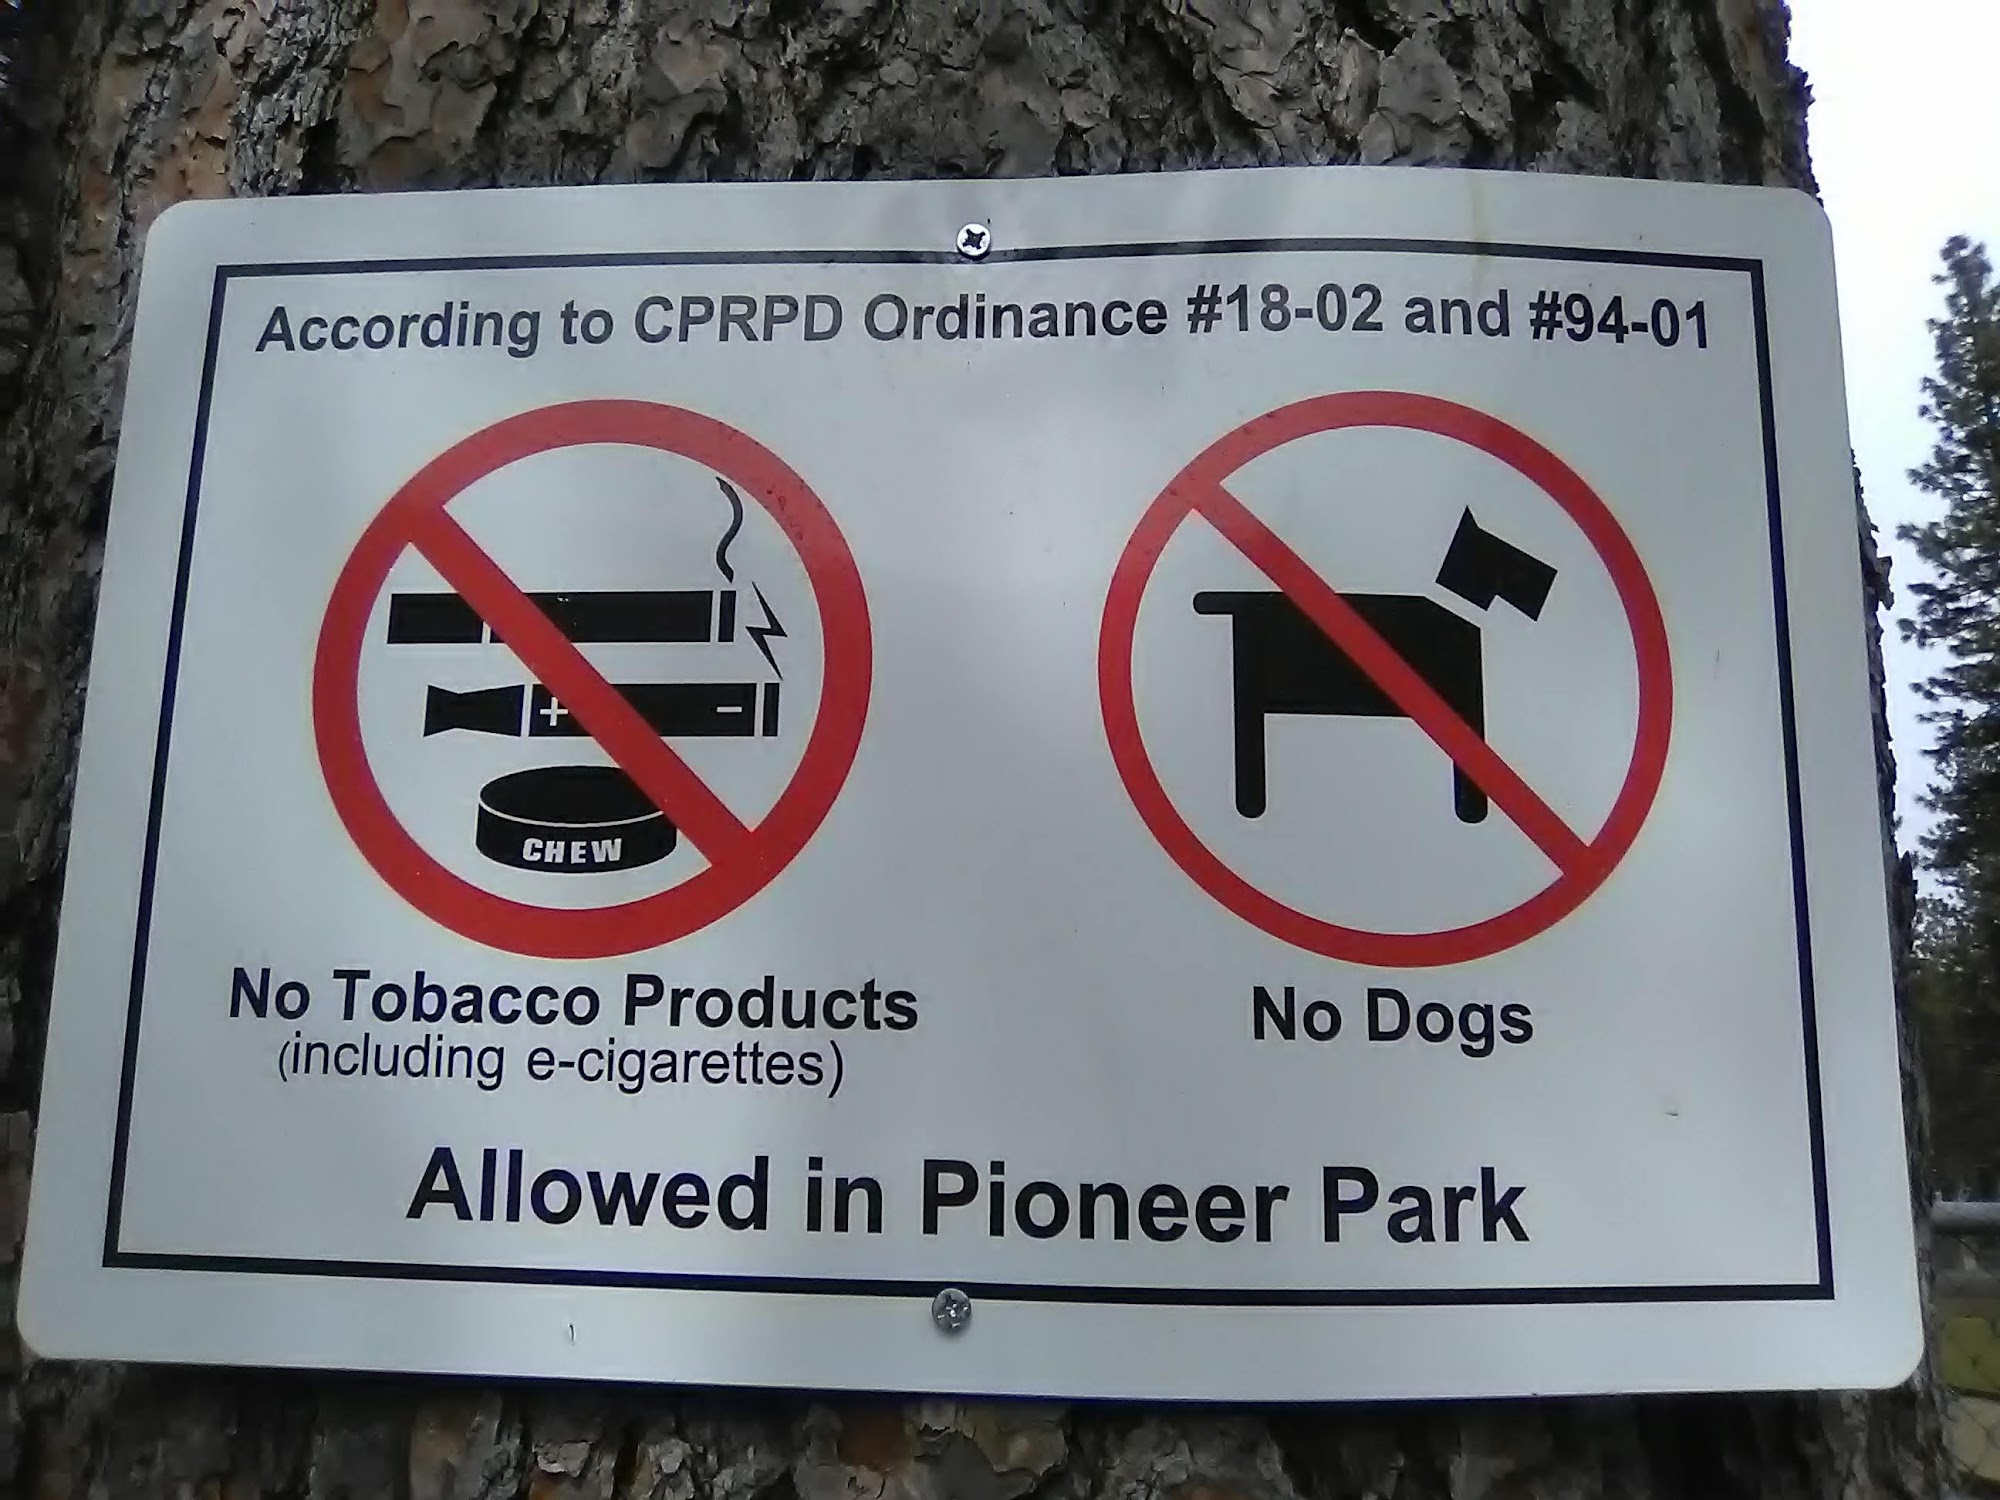 According to CPRPD Ordinance #18-02 and #94-01
+ -
CHEW
No Tobacco Products
(including e-cigarettes)
No Dogs
Allowed in Pioneer Park